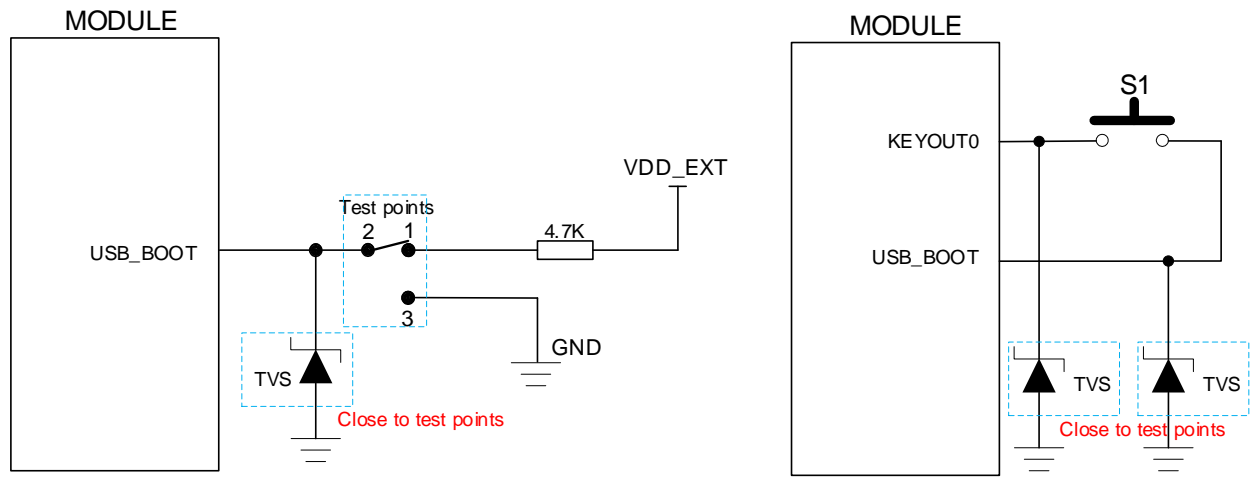 MODULE
VDD_EXT
Test points
2 1
4.7K
USB_BOOT
3
GND
TVS
Close to test points
MODULE
S1
KEYOUT0
USB_BOOT
TVS TVS
Close to test points